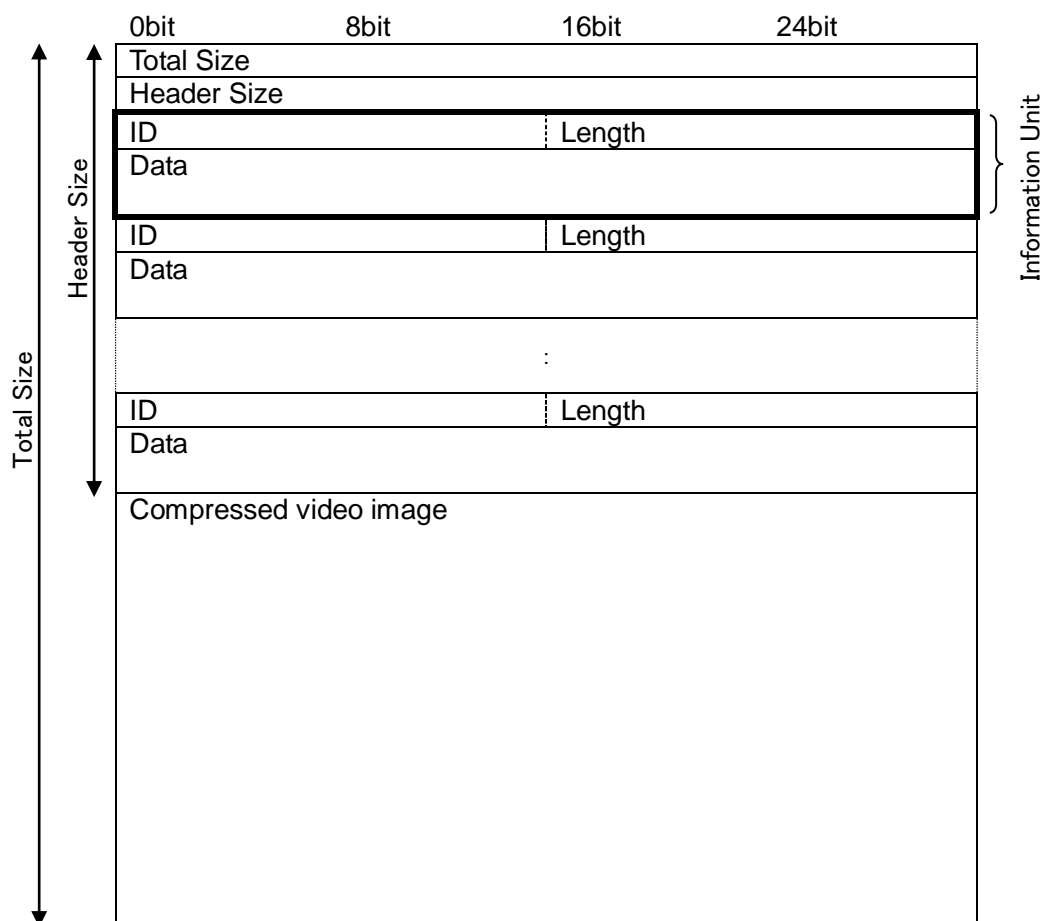 0bit 8bit 16bit 24bit
Total Size
Header Size
ID Length
Data
Information Unit
ID Length
Data
Header Size
:
Total Size
ID Length
Data
Compressed video image